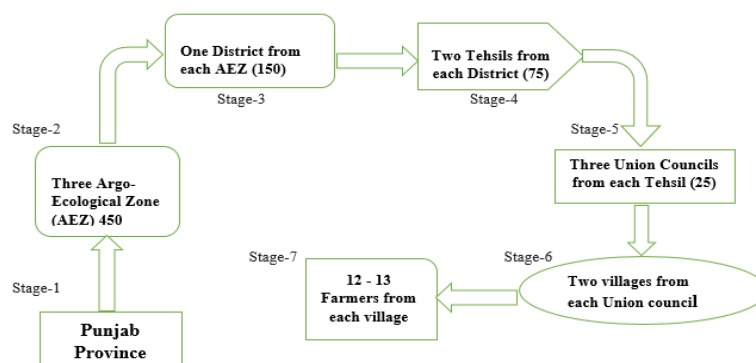 One District from
each AEZ (150)
Stage-3
Two Tehsils from
each District (75)
Stage-4
Stage-2
Stage-5
Three Argo-
Ecological Zone
(AEZ) 450
Three Union Councils
from each Tehsil (25)
Stage-7
Stage-6
12 - 13
Farmers from
each village
Two villages from
each Union council
Stage-1
Punjab
Province